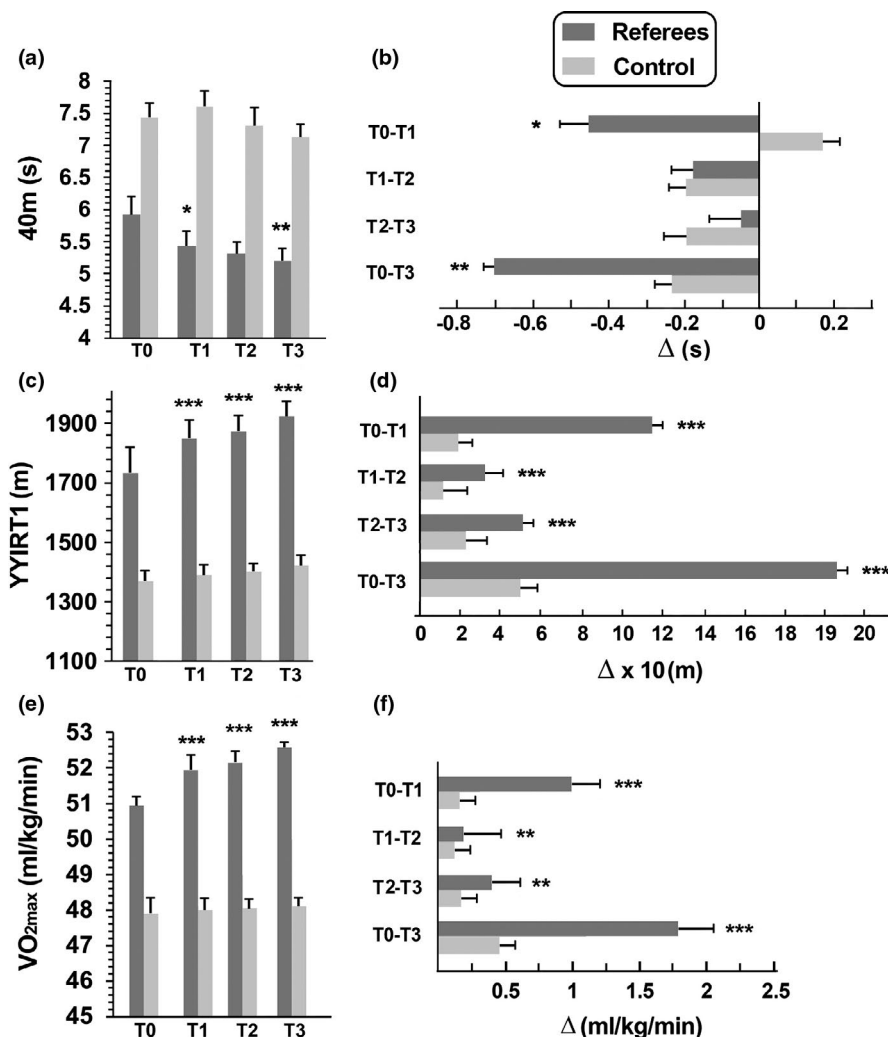 Referees
Control
(a)
40m (s)
8
7.5
7
6.5
6
5.5
5
4.5
4
*
**
T0
T1
T2
T3
(b)
T0-T1
T1-T2
T2-T3
T0-T3
*
**
-0.8
-0.6
-0.4
-0.2
0
0.2
Δ (s)
(c)
YYIRT1 (m)
1900
1700
1500
1300
1100
***
***
***
T0
T1
T2
T3
(d)
T0-T1
T1-T2
T2-T3
T0-T3
***
***
***
***
0
2
4
6
8
10
12
14
16
19
20
Δ x 10 (m)
(e)
VO2max (ml/kg/min)
53
52
51
50
49
48
47
46
45
***
***
***
T0
T1
T2
T3
(f)
T0-T1
T1-T2
T2-T3
T0-T3
***
**
**
***
0.5
1
1.5
2
2.5
Δ (ml/kg/min)